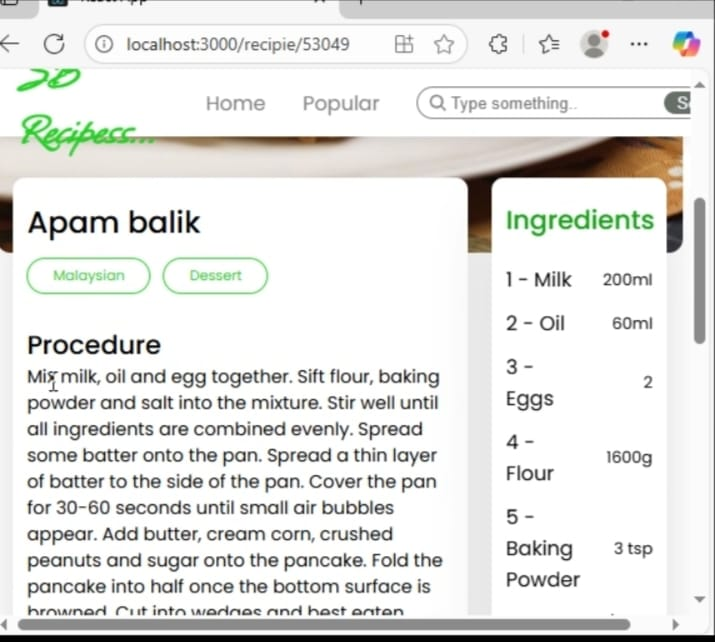 localhost:3000/recipie/53049
Recipess...
Home
Popular
Type something..
S
Apam balik
Malaysian
Dessert
Procedure
Mix milk, oil and egg together. Sift flour, baking
powder and salt into the mixture. Stir well until
all ingredients are combined evenly. Spread
some batter onto the pan. Spread a thin layer
of batter to the side of the pan. Cover the pan
for 30-60 seconds until small air bubbles
appear. Add butter, cream corn, crushed
peanuts and sugar onto the pancake. Fold the
pancake into half once the bottom surface is
browned. Cut into wedges and best eaten
Ingredients
1 - Milk 200ml
2 - Oil 60ml
3 -
Eggs 2
4 -
Flour 1600g
5 -
Baking 3 tsp
Powder